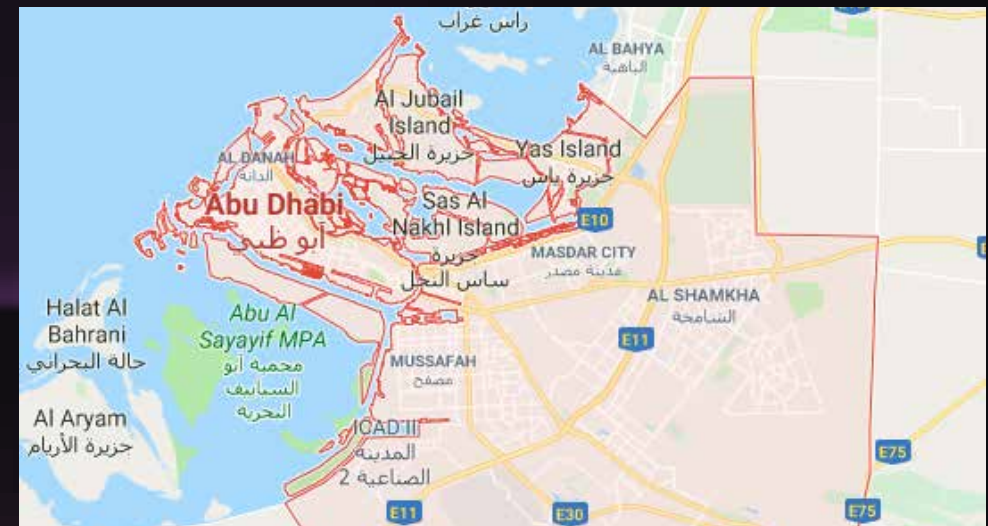 راس غراب
AL BAHYA
الباهية
Al Jubail
Island
جزيرة الجبيل
Yas Island
جزيرة ياس
AL DANAH
الدانة
Abu Dhabi
أبو ظبي
Sas Al
Nakhl Island
جزيرة
ساس النخل
E10
MASDAR CITY
مدينة مصدر
AL SHAMKHA
الشامخة
Halat Al
Bahrani
حالة البحراني
Abu Al
Sayayif MPA
محمية أبو
السياييف
البحرية
E11
MUSSAFAH
مصفح
Al Aryam
جزيرة الأريام
ICAD II
المدينة
الصناعية 2
E75
E11
E30
E75